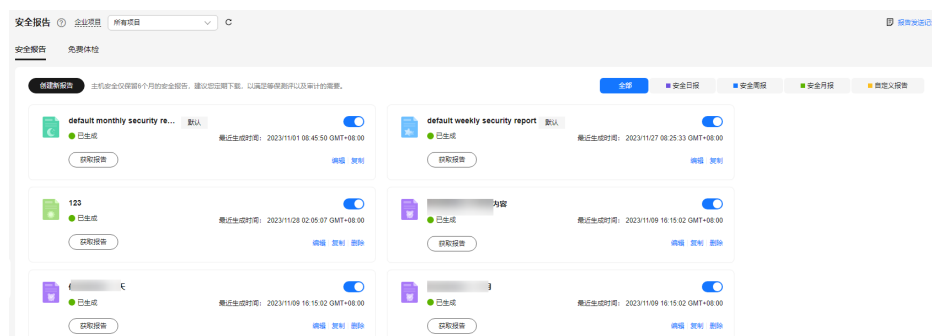 安全报告 企业项目 所有项目 报告发送记
安全报告 免费体检
创建新报告 主机安全仅保留6个月的安全报告，建议您定期下载，以满足等保测评以及审计的需要。 全部 安全日报 安全周报 安全月报 自定义报告
default monthly security re... 默认
已生成 最近生成时间： 2023/11/01 08:45:50 GMT+08:00
获取报告 编辑 复制
default weekly security report 默认
已生成 最近生成时间： 2023/11/27 08:25:33 GMT+08:00
获取报告 编辑 复制
123
已生成 最近生成时间： 2023/11/28 02:05:07 GMT+08:00
获取报告 编辑 复制 删除
内容
已生成 最近生成时间： 2023/11/09 16:15:02 GMT+08:00
获取报告 编辑 复制 删除
已生成 最近生成时间： 2023/11/09 16:15:02 GMT+08:00
获取报告 编辑 复制 删除
已生成 最近生成时间： 2023/11/09 16:15:02 GMT+08:00
获取报告 编辑 复制 删除